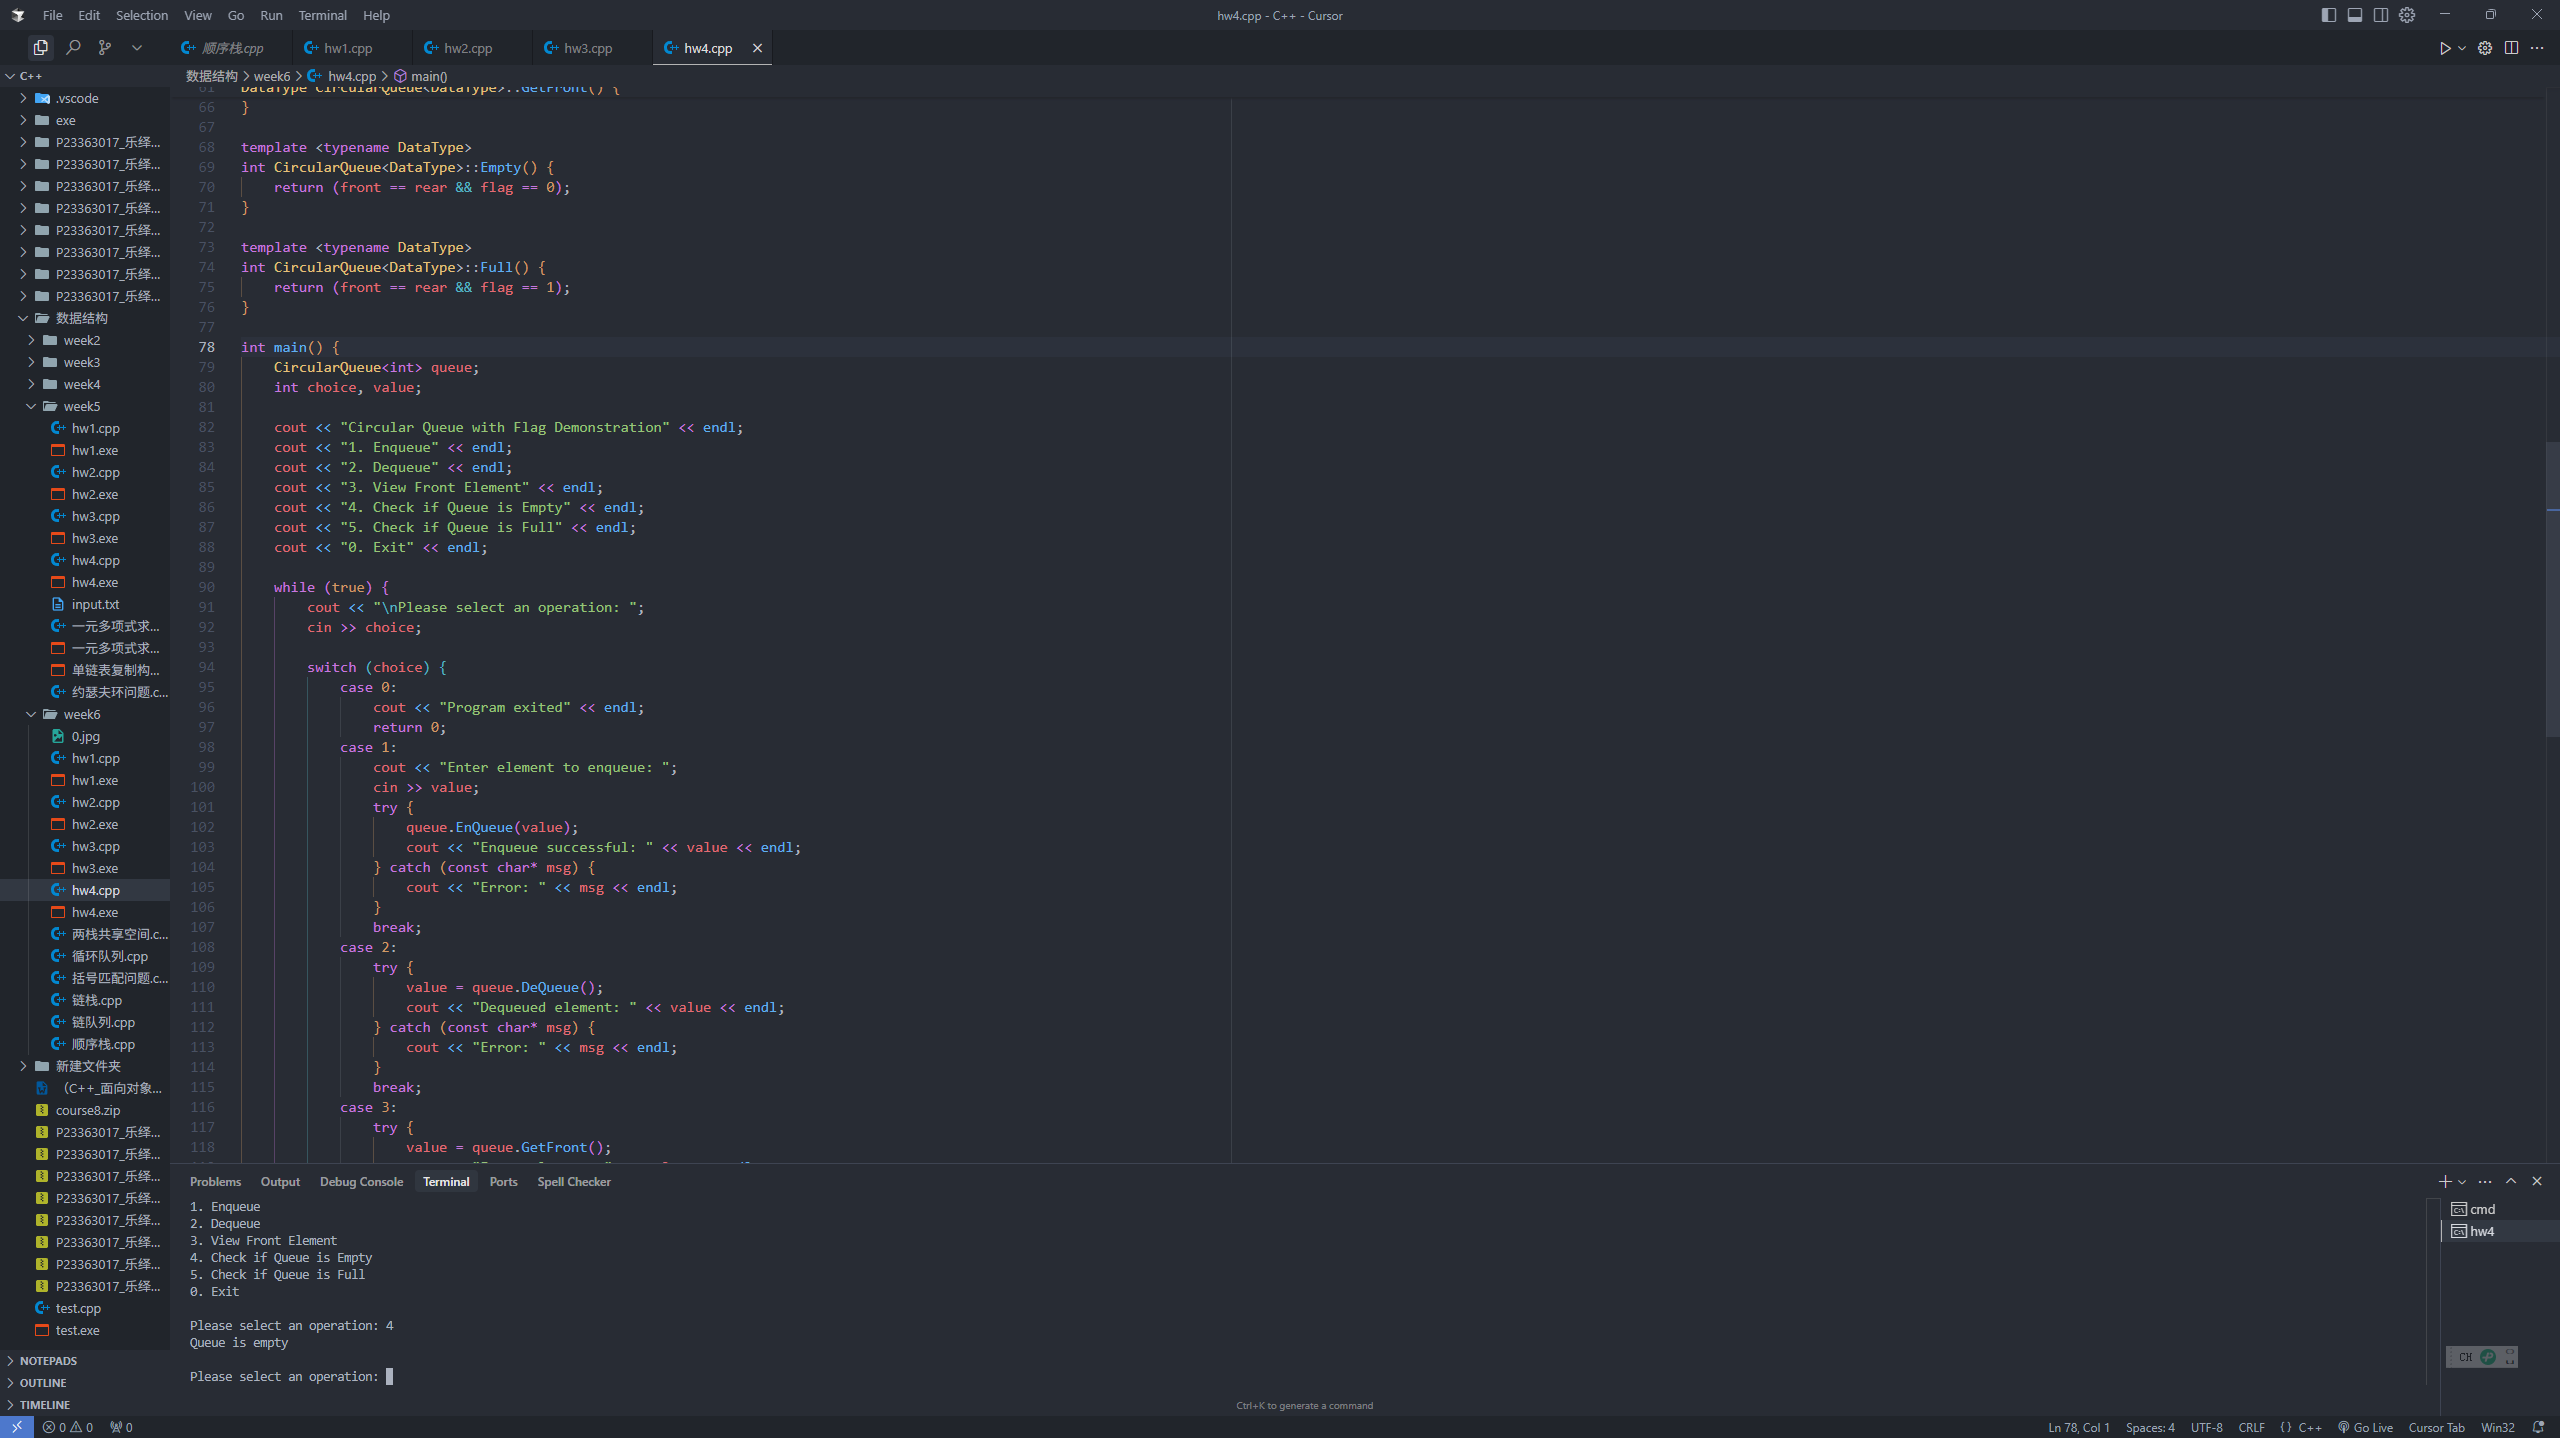 File Edit Selection View Go Run Terminal Help
hw4.cpp - C++ - Cursor
顺序栈.cpp hw1.cpp hw2.cpp hw3.cpp hw4.cpp
C++
.vscode
exe
P23363017_乐绎...
P23363017_乐绎...
P23363017_乐绎...
P23363017_乐绎...
P23363017_乐绎...
P23363017_乐绎...
P23363017_乐绎...
P23363017_乐绎...
数据结构
week2
week3
week4
week5
hw1.cpp
hw1.exe
hw2.cpp
hw2.exe
hw3.cpp
hw3.exe
hw4.cpp
hw4.exe
input.txt
一元多项式求...
一元多项式求...
单链表复制构...
约瑟夫环问题.c...
week6
0.jpg
hw1.cpp
hw1.exe
hw2.cpp
hw2.exe
hw3.cpp
hw3.exe
hw4.cpp
hw4.exe
两栈共享空间.c...
循环队列.cpp
括号匹配问题.c...
链栈.cpp
链队列.cpp
顺序栈.cpp
新建文件夹
（C++_面向对象...
course8.zip
P23363017_乐绎...
P23363017_乐绎...
P23363017_乐绎...
P23363017_乐绎...
P23363017_乐绎...
P23363017_乐绎...
P23363017_乐绎...
P23363017_乐绎...
test.cpp
test.exe
NOTEPADS
OUTLINE
TIMELINE
数据结构 > week6 > hw4.cpp > main()
61 DataType CircularQueue<DataType>::GetFront() {
66 }
67
68 template <typename DataType>
69 int CircularQueue<DataType>::Empty() {
70 return (front == rear && flag == 0);
71 }
72
73 template <typename DataType>
74 int CircularQueue<DataType>::Full() {
75 return (front == rear && flag == 1);
76 }
77
78 int main() {
79 CircularQueue<int> queue;
80 int choice, value;
81
82 cout << "Circular Queue with Flag Demonstration" << endl;
83 cout << "1. Enqueue" << endl;
84 cout << "2. Dequeue" << endl;
85 cout << "3. View Front Element" << endl;
86 cout << "4. Check if Queue is Empty" << endl;
87 cout << "5. Check if Queue is Full" << endl;
88 cout << "0. Exit" << endl;
89
90 while (true) {
91 cout << "\nPlease select an operation: ";
92 cin >> choice;
93
94 switch (choice) {
95 case 0:
96 cout << "Program exited" << endl;
97 return 0;
98 case 1:
99 cout << "Enter element to enqueue: ";
100 cin >> value;
101 try {
102 queue.EnQueue(value);
103 cout << "Enqueue successful: " << value << endl;
104 } catch (const char* msg) {
105 cout << "Error: " << msg << endl;
106 }
107 break;
108 case 2:
109 try {
110 value = queue.DeQueue();
111 cout << "Dequeued element: " << value << endl;
112 } catch (const char* msg) {
113 cout << "Error: " << msg << endl;
114 }
115 break;
116 case 3:
117 try {
118 value = queue.GetFront();
Problems Output Debug Console Terminal Ports Spell Checker
1. Enqueue
2. Dequeue
3. View Front Element
4. Check if Queue is Empty
5. Check if Queue is Full
0. Exit
Please select an operation: 4
Queue is empty
Please select an operation:
cmd
hw4
CH
Ctrl+K to generate a command
0 0 0
Ln 78, Col 1 Spaces: 4 UTF-8 CRLF {} C++ Go Live Cursor Tab Win32